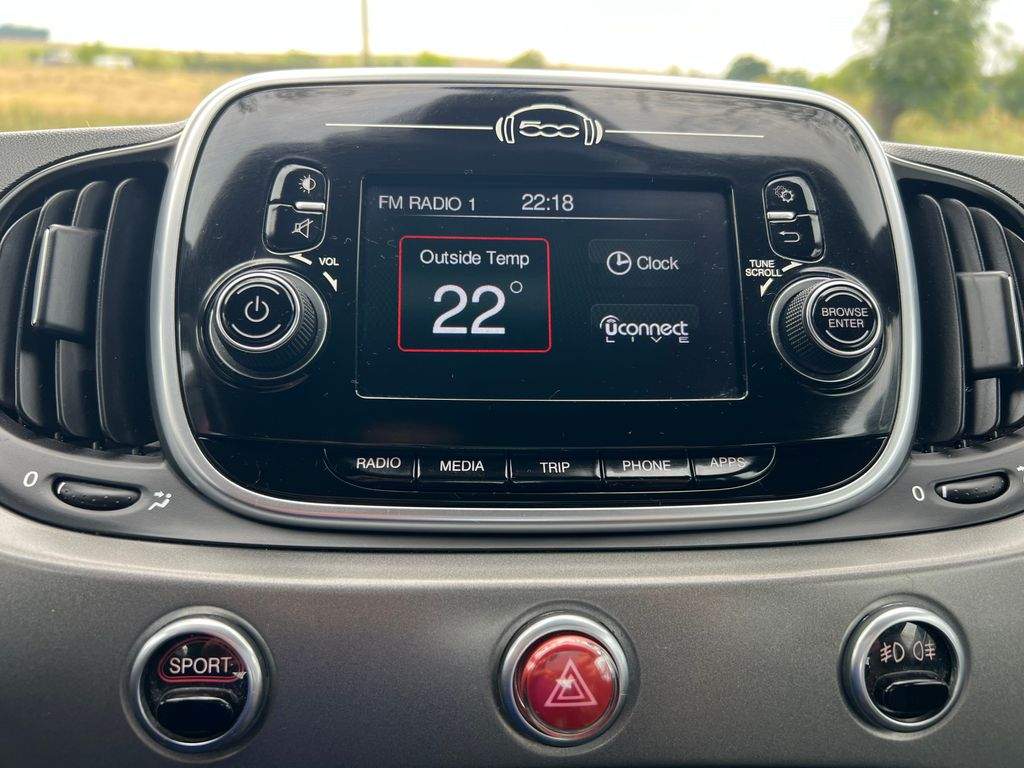 500
FM RADIO 1 22:18
Outside Temp
22°
Clock
Uconnect
LIVE
VOL
TUNE
SCROLL
BROWSE
ENTER
RADIO MEDIA TRIP PHONE APPS
0 0
SPORT